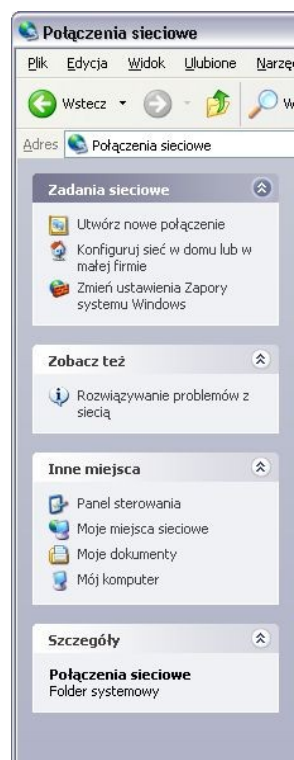 Połączenia sieciowe
Plik Edycja Widok Ulubione
Wstecz
Adres Połączenia sieciowe
Zadania sieciowe
Utwórz nowe połączenie
Konfiguruj sieć w domu lub w
małej firmie
Zmień ustawienia Zapory
systemu Windows
Zobacz też
Rozwiązywanie problemów z
siecią
Inne miejsca
Panel sterowania
Moje miejsca sieciowe
Moje dokumenty
Mój komputer
Szczegóły
Połączenia sieciowe
Folder systemowy